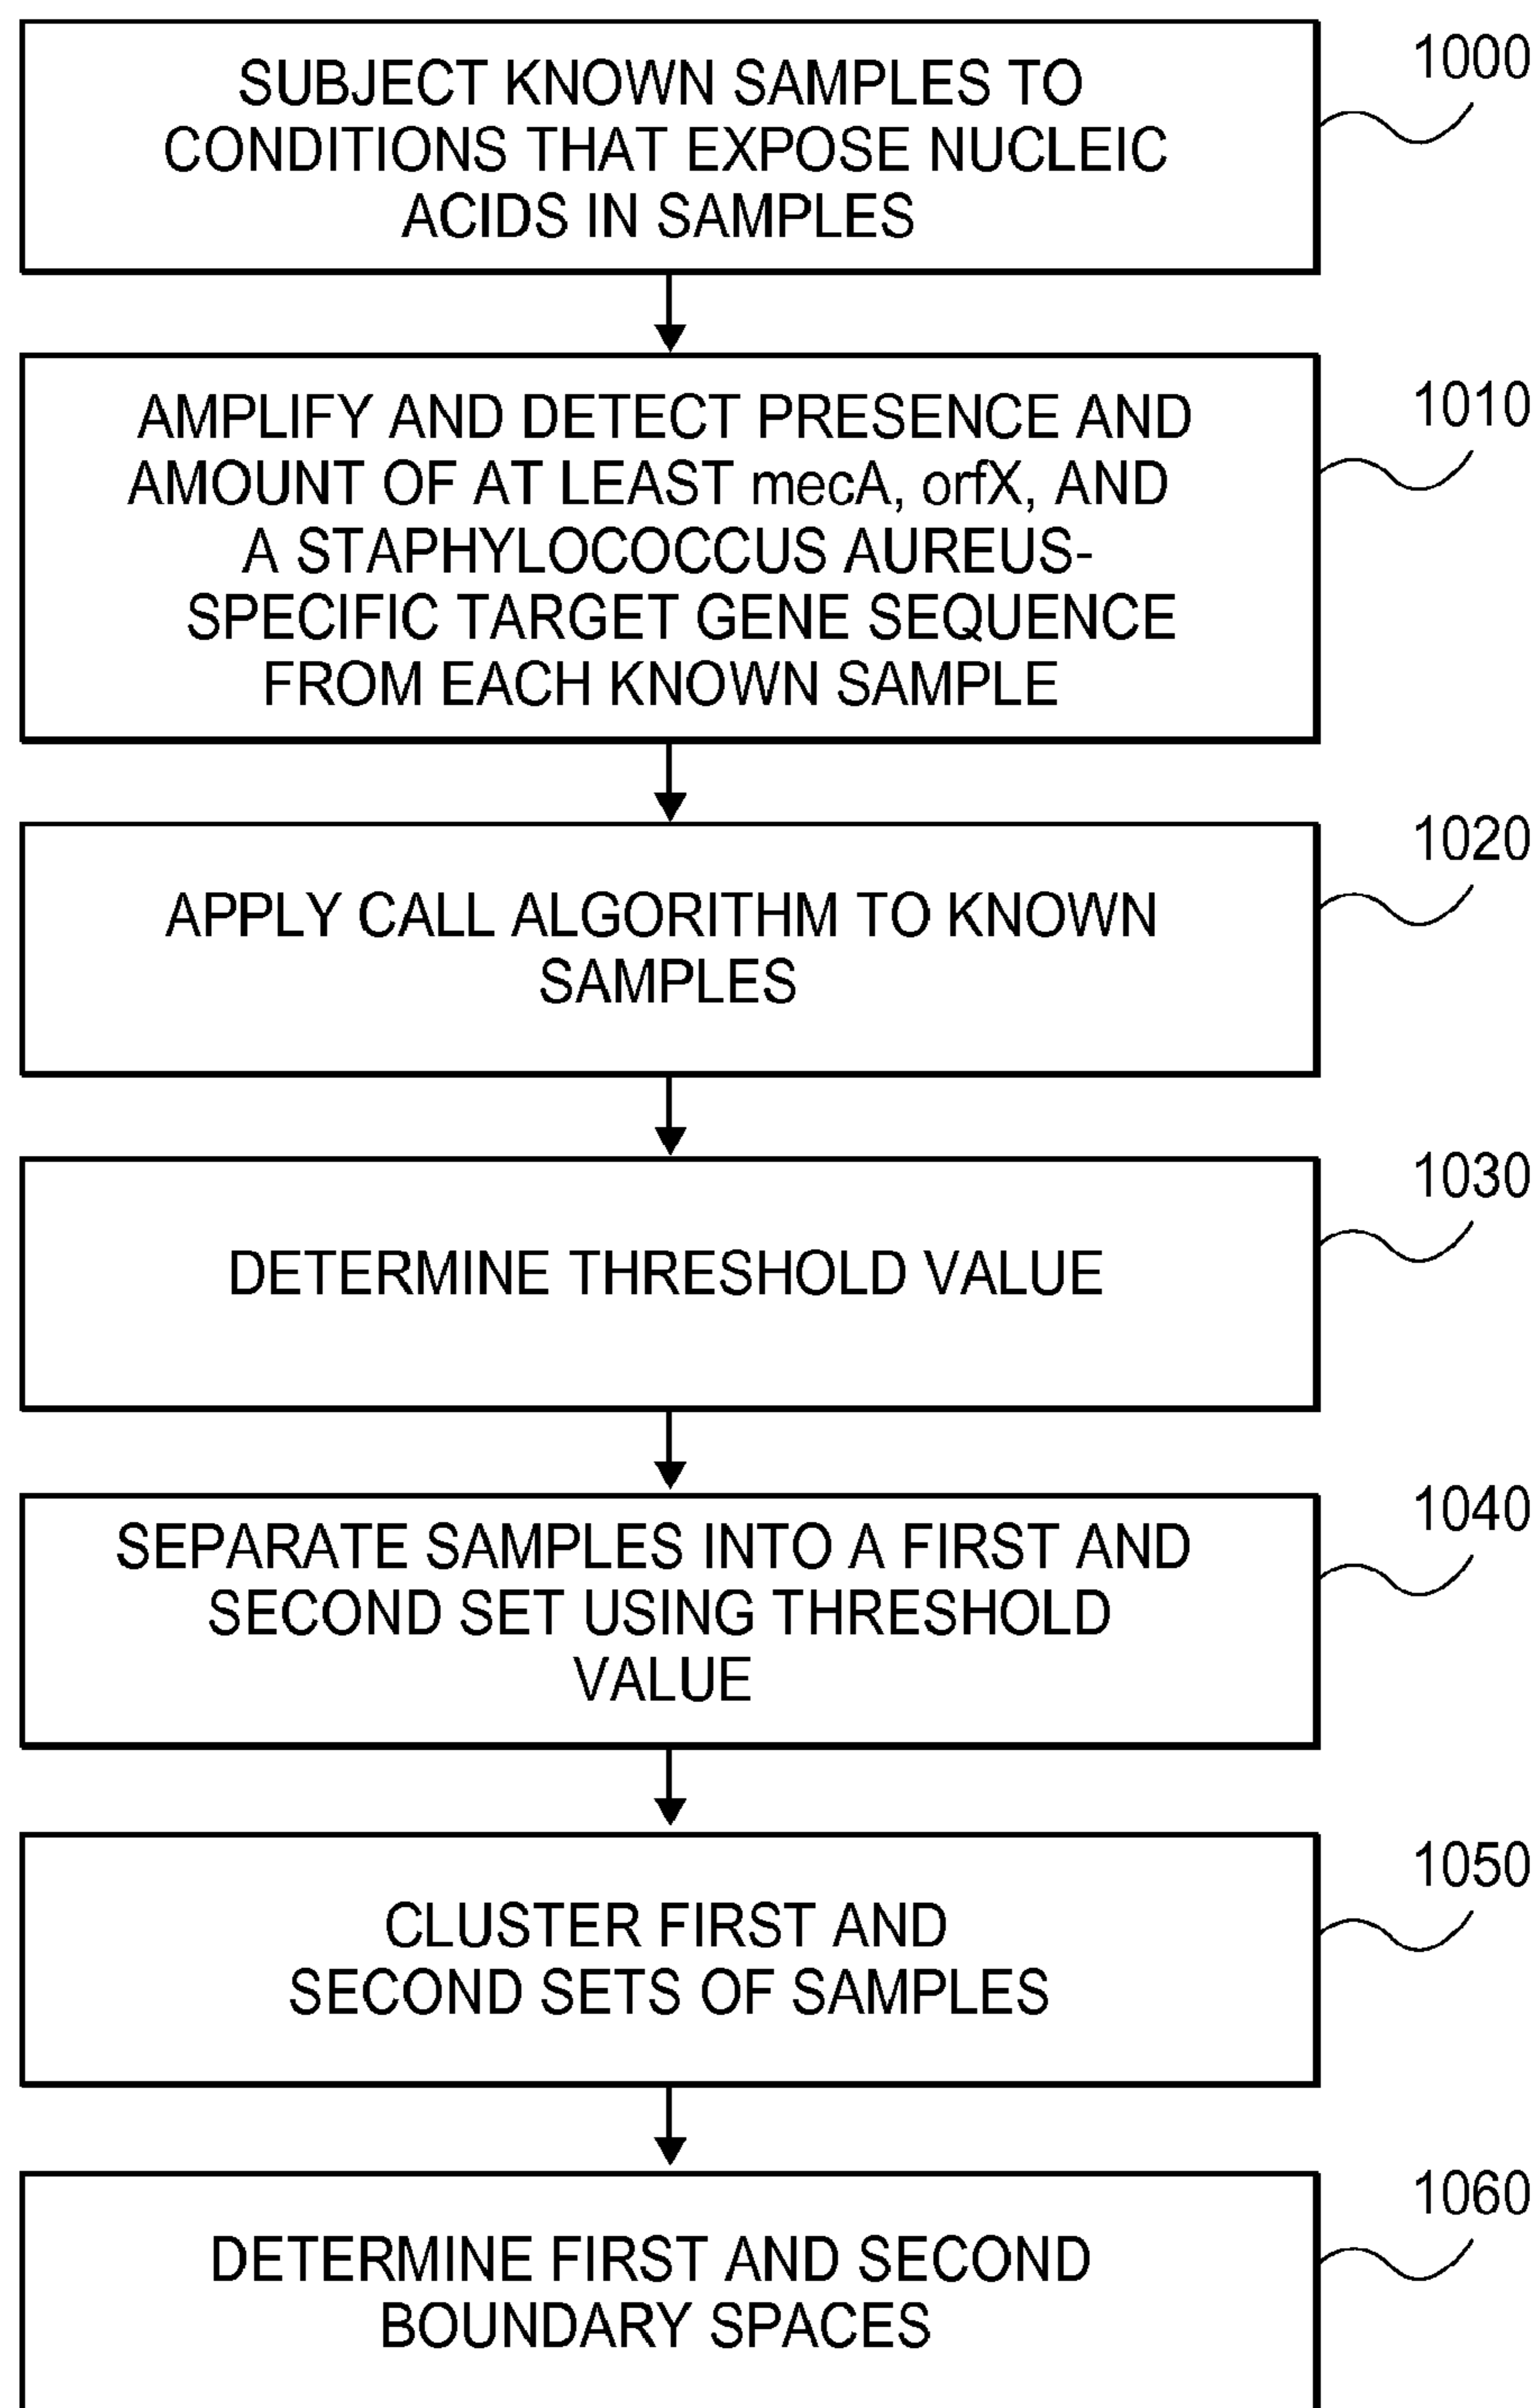 SUBJECT KNOWN SAMPLES TO
CONDITIONS THAT EXPOSE NUCLEIC
ACIDS IN SAMPLES
1000
AMPLIFY AND DETECT PRESENCE AND
AMOUNT OF AT LEAST mecA, orfX, AND
A STAPHYLOCOCCUS AUREUS-
SPECIFIC TARGET GENE SEQUENCE
FROM EACH KNOWN SAMPLE
1010
APPLY CALL ALGORITHM TO KNOWN
SAMPLES
1020
DETERMINE THRESHOLD VALUE
1030
SEPARATE SAMPLES INTO A FIRST AND
SECOND SET USING THRESHOLD
VALUE
1040
CLUSTER FIRST AND
SECOND SETS OF SAMPLES
1050
DETERMINE FIRST AND SECOND
BOUNDARY SPACES
1060